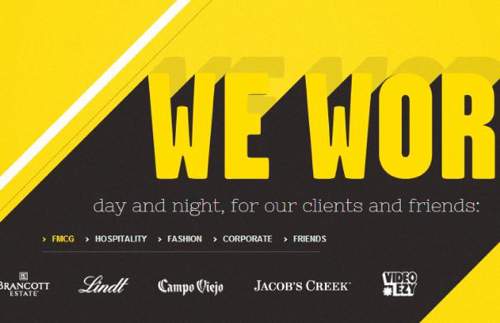 WE WOR
day and night, for our clients and friends:
› FMCG › HOSPITALITY › FASHION › CORPORATE › FRIENDS
BRANCOTT
ESTATE
Lindt
Campo Viejo
JACOB'S CREEK
VIDEO
EZY